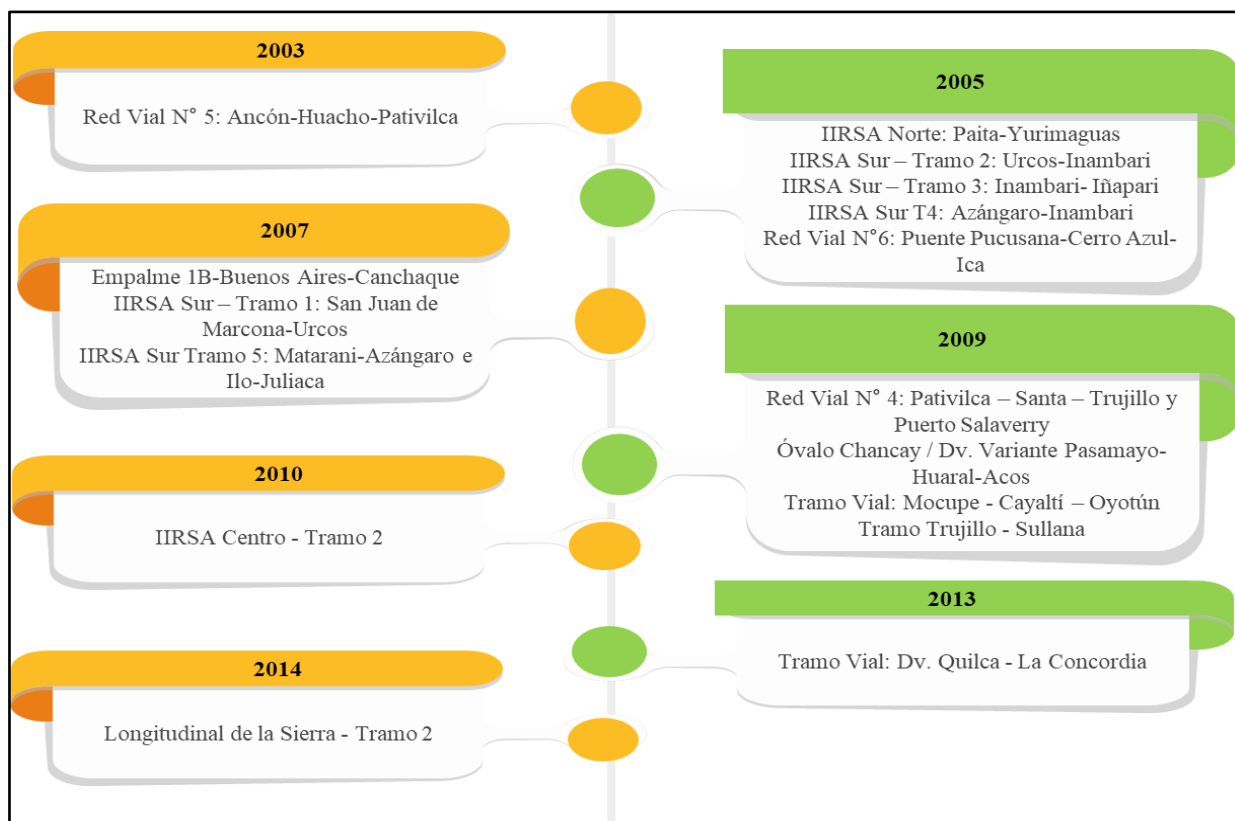 2003
Red Vial N° 5: Ancón-Huacho-Pativilca
2005
IIRSA Norte: Paita-Yurimaguas
IIRSA Sur – Tramo 2: Urcos-Inambari
IIRSA Sur – Tramo 3: Inambari- Iñapari
IIRSA Sur T4: Azángaro-Inambari
Red Vial N°6: Puente Pucusana-Cerro Azul-
Ica
2007
Empalme 1B-Buenos Aires-Canchaque
IIRSA Sur – Tramo 1: San Juan de
Marcona-Urcos
IIRSA Sur Tramo 5: Matarani-Azángaro e
Ilo-Juliaca
2009
Red Vial N° 4: Pativilca – Santa – Trujillo y
Puerto Salaverry
Óvalo Chancay / Dv. Variante Pasamayo-
Huaral-Acos
Tramo Vial: Mocupe - Cayaltí – Oyotún
Tramo Trujillo - Sullana
2010
IIRSA Centro - Tramo 2
2013
Tramo Vial: Dv. Quilca - La Concordia
2014
Longitudinal de la Sierra - Tramo 2